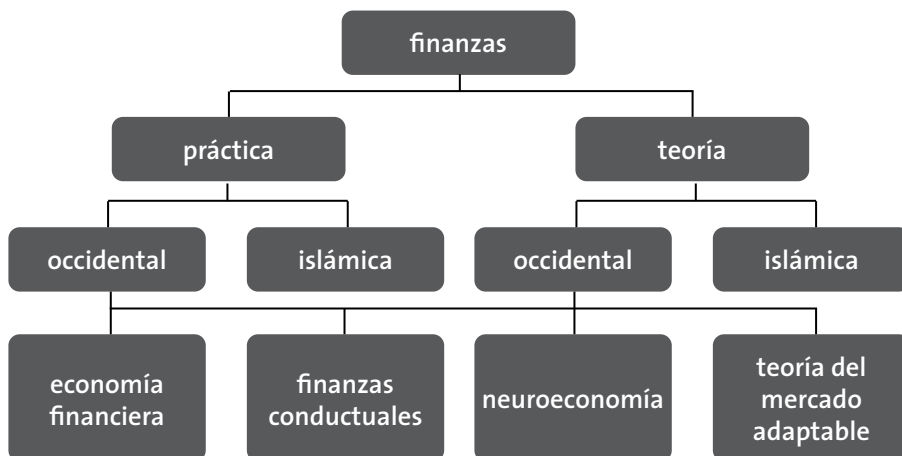 finanzas
práctica
teoría
occidental
islámica
occidental
islámica
economía
financiera
finanzas
conductuales
neuroeconomía
teoría del
mercado
adaptable